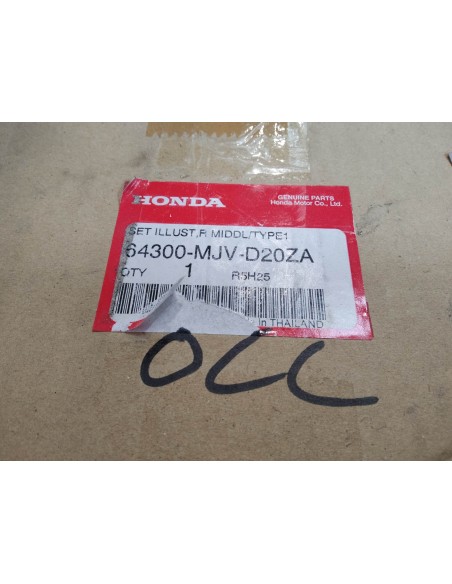 HONDA
GENUINE PARTS
Honda Motor Co., Ltd.
SET ILLUST,R MIDDL/TYPE1
64300-MJV-D20ZA
QTY 1 R5H25
in THAILAND
OCC